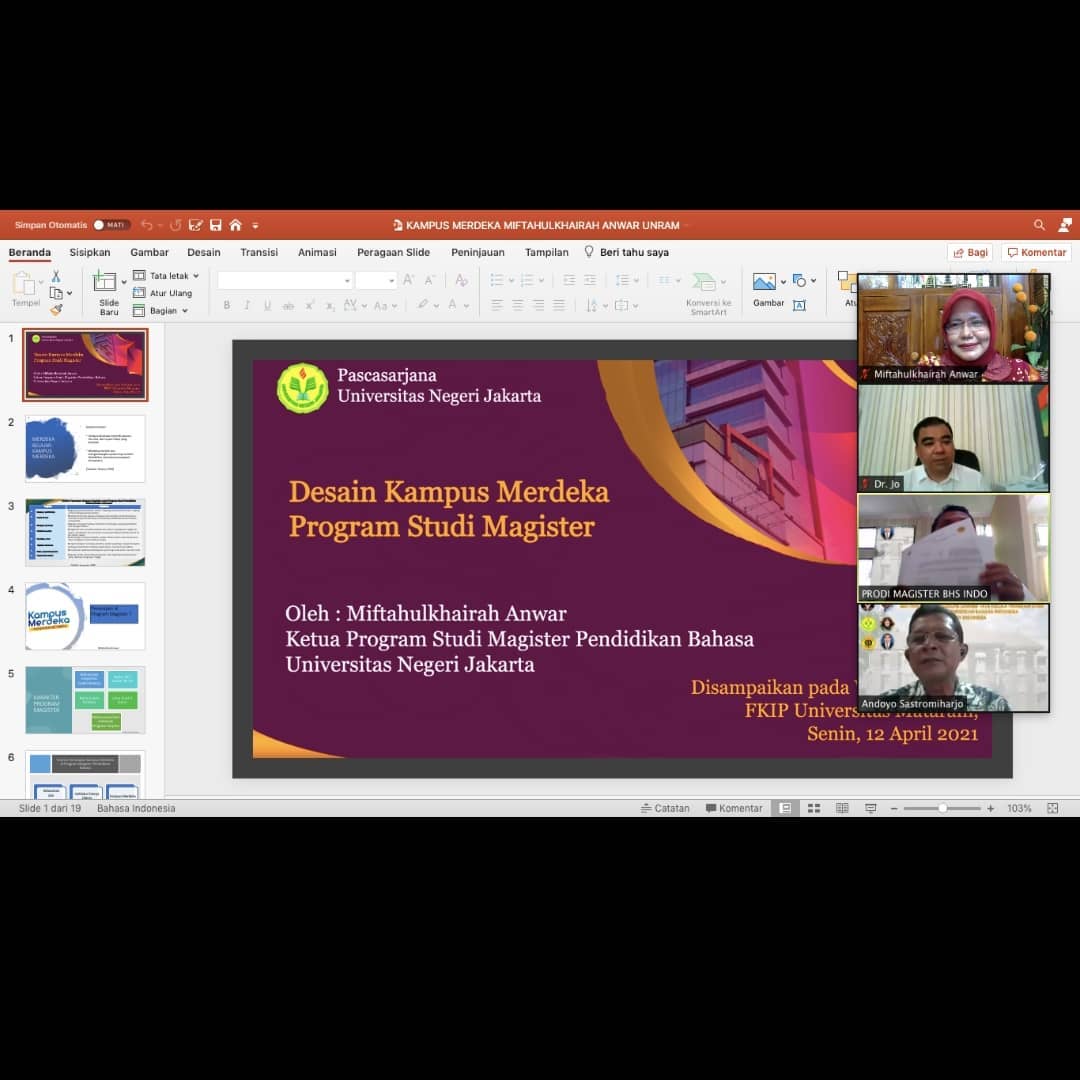 Simpan Otomatis MATI
KAMPUS MERDEKA MIFTAHULKHAIRAH ANWAR UNRAM
Beranda Sisipkan Gambar Desain Transisi Animasi Peragaan Slide Peninjauan Tampilan Beri tahu saya Bagi Komentar
Tempel
Slide Baru
Tata letak
Atur Ulang
Bagian
Konversi ke SmartArt
Gambar
1
2
MERDEKA BELAJAR: KAMPUS MERDEKA
3
4
Kampus Merdeka
5
KARAKTER PROGRAM MAGISTER
6
Pascasarjana
Universitas Negeri Jakarta
Desain Kampus Merdeka
Program Studi Magister
Oleh : Miftahulkhairah Anwar
Ketua Program Studi Magister Pendidikan Bahasa
Universitas Negeri Jakarta
Disampaikan pada
FKIP Universitas Mataram,
Senin, 12 April 2021
Miftahulkhairah Anwar
Dr. Jo
PRODI MAGISTER BHS INDO
Andoyo Sastromiharjo
Slide 1 dari 19 Bahasa Indonesia Catatan Komentar 103%